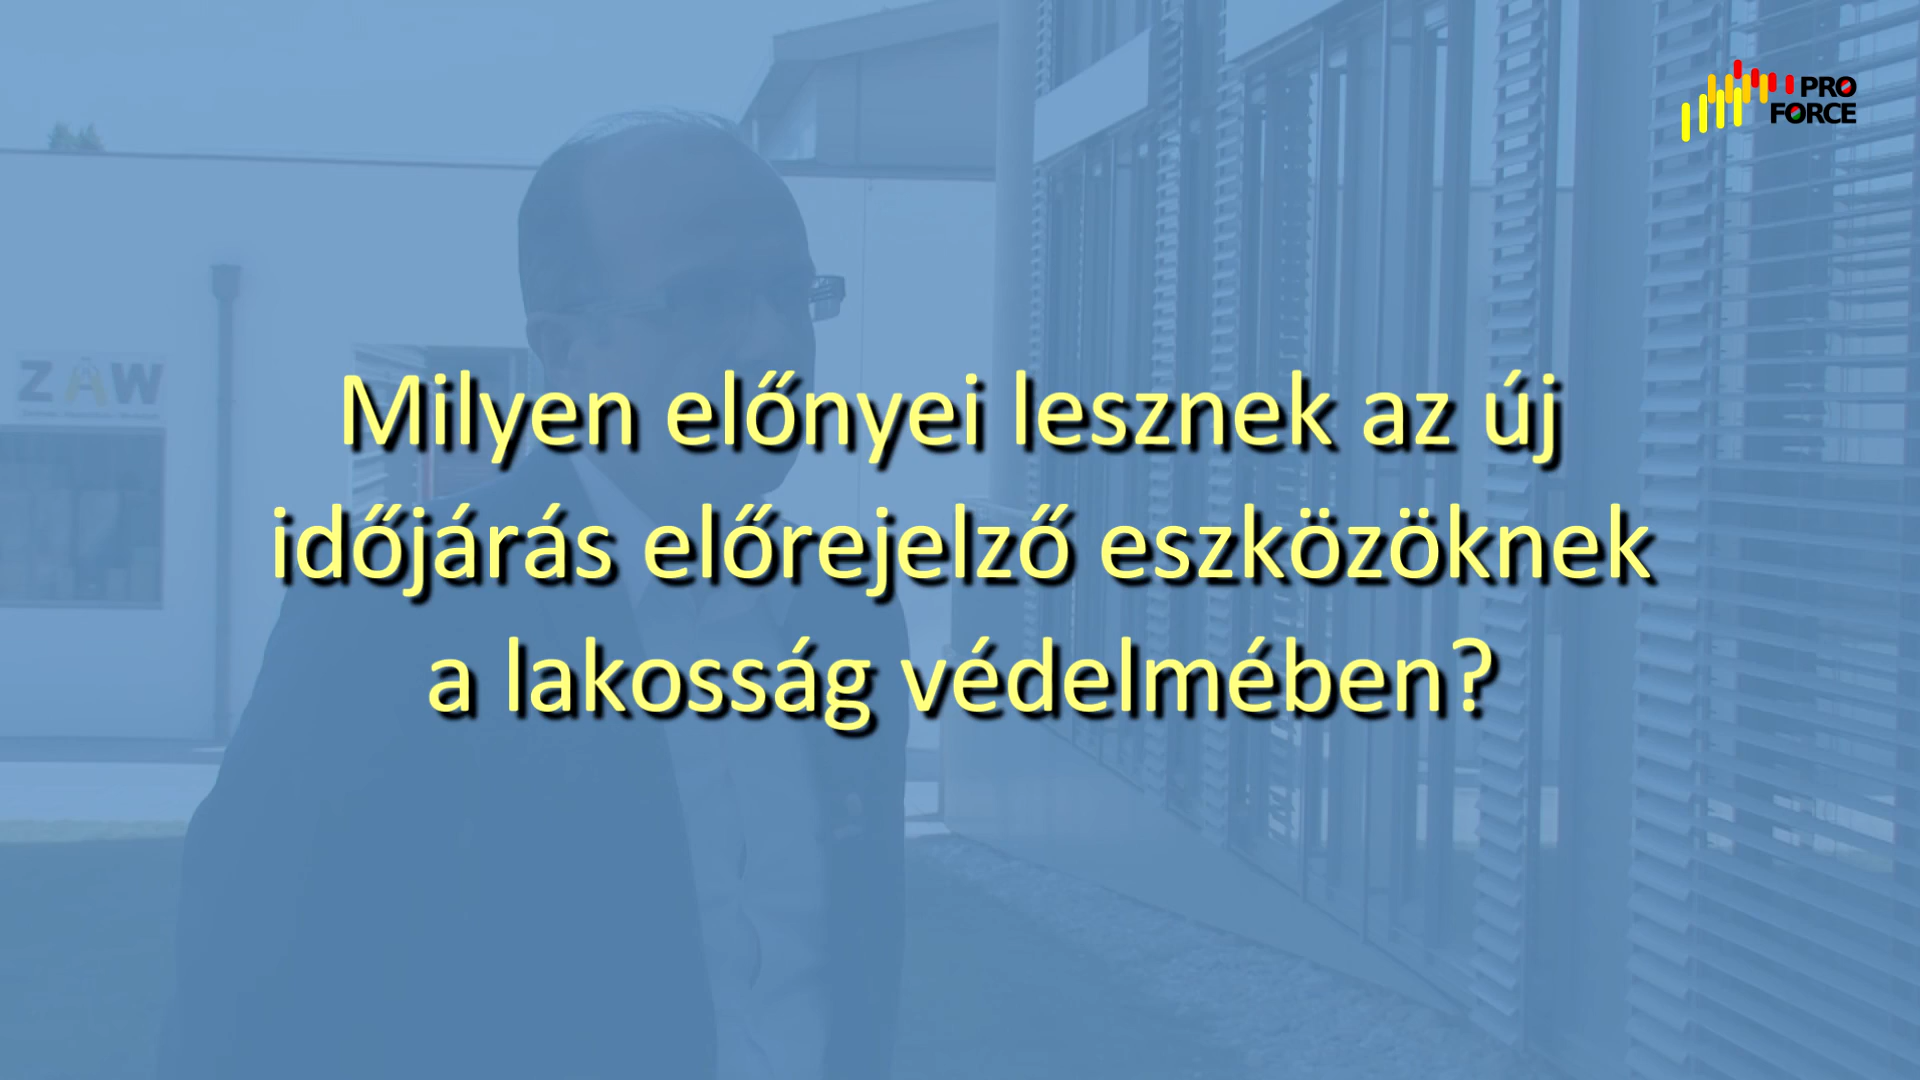 PRO
FORCE
ZAW
Milyen előnyei lesznek az új
időjárás előrejelző eszközöknek
a lakosság védelmében?